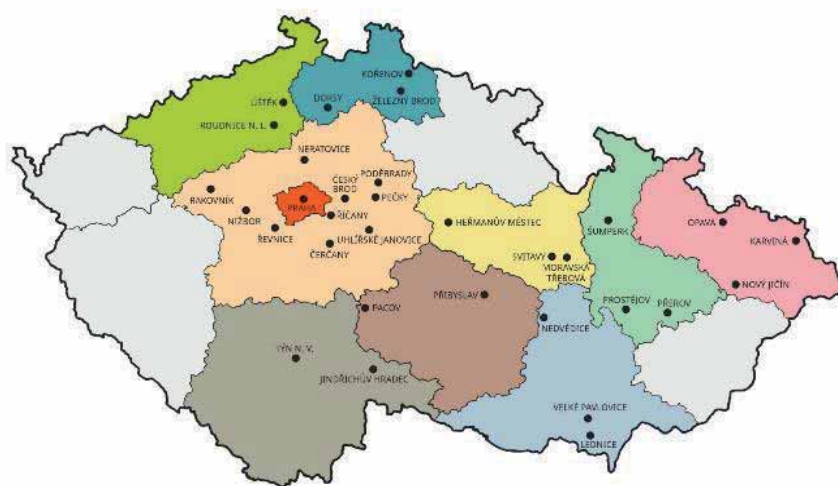 KOŘENOV
ÚŠTĚK
DOKSY
ŽELEZNÝ BROD
ROUDNICE N. L.
NERATOVICE
PODĚBRADY
RAKOVNÍK
ČESKÝ
BROD
PEČKY
PRAHA
NIŽBOR
ŘÍČANY
ŘEVNICE
UHLÍŘSKÉ JANOVICE
ČERČANY
HEŘMANŮV MĚSTEC
ŠUMPERK
OPAVA
KARVINÁ
SVITAVY
MORAVSKÁ
TŘEBOVÁ
NOVÝ JIČÍN
PŘIBYSLAV
PACOV
PROSTĚJOV
PŘEROV
NEDVĚDICE
TÝN N. V.
JINDŘICHŮV HRADEC
VELKÉ PAVLOVICE
LEDNICE